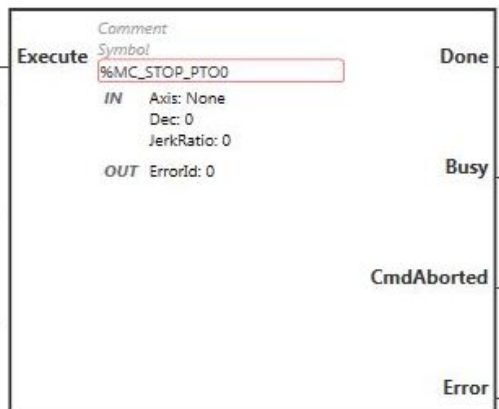 Comment
Execute Symbol Done
%MC_STOP_PTO0
IN Axis: None
Dec: 0
JerkRatio: 0
OUT ErrorId: 0
Busy
CmdAborted
Error